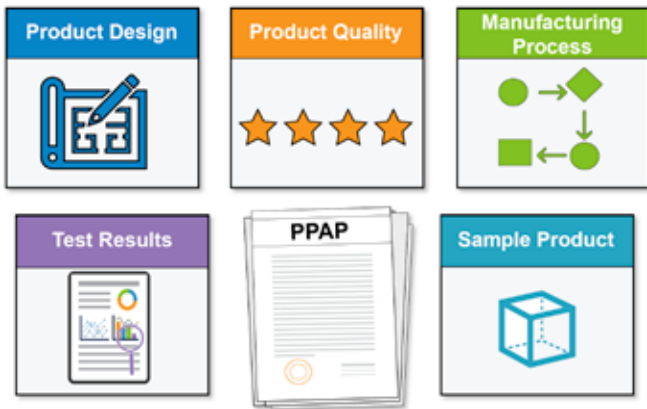 Product Design
Product Quality
Manufacturing
Process
Test Results
PPAP
Sample Product